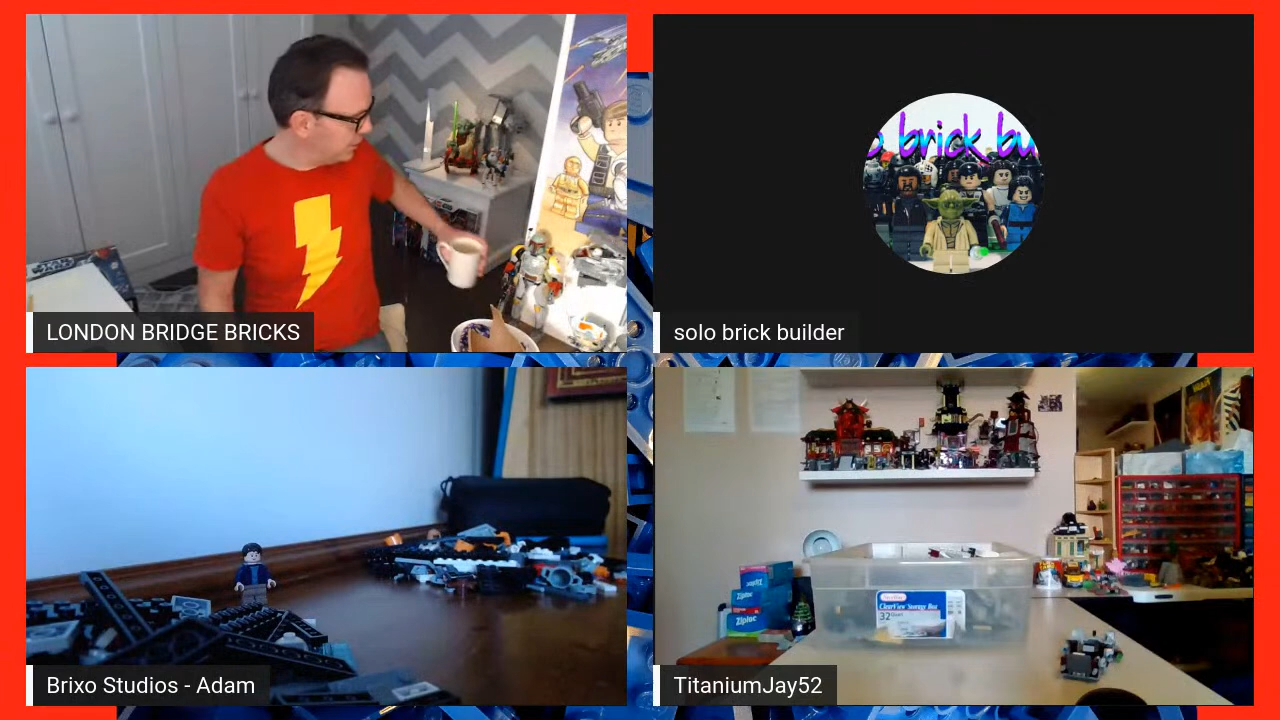 o brick bu
LONDON BRIDGE BRICKS
solo brick builder
ClearView Storage Box
32
Ziploc
Ziploc
Brixo Studios - Adam
TitaniumJay52